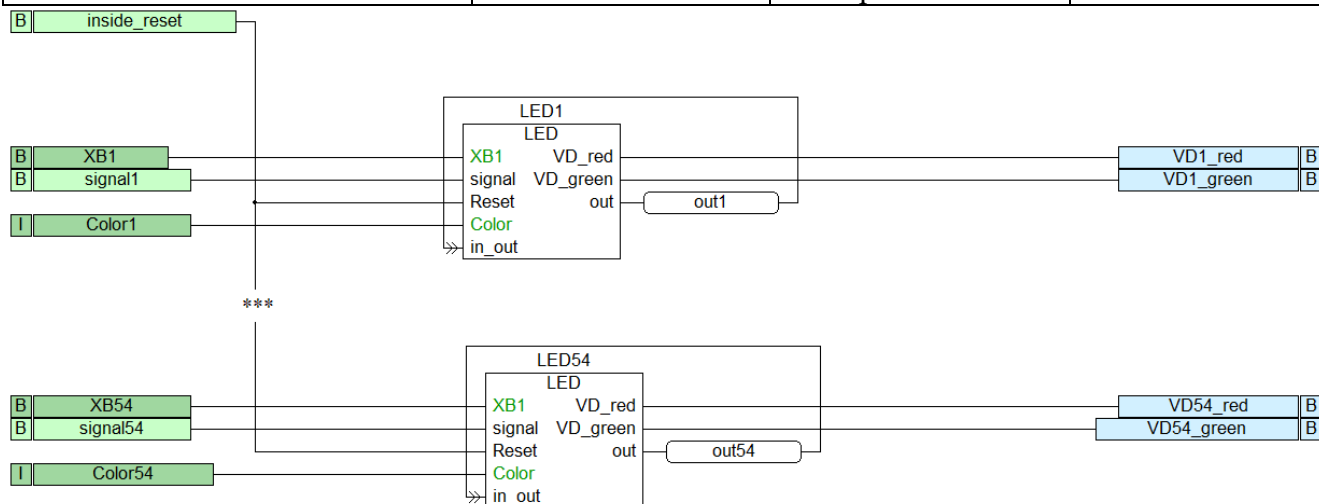 B inside_reset
LED1
LED
B XB1 XB1 VD_red VD1_red B
B signal1 signal VD_green VD1_green B
Reset out out1
I Color1 Color
in_out
***
LED54
LED
B XB54 XB1 VD_red VD54_red B
B signal54 signal VD_green VD54_green B
Reset out out54
I Color54 Color
in_out